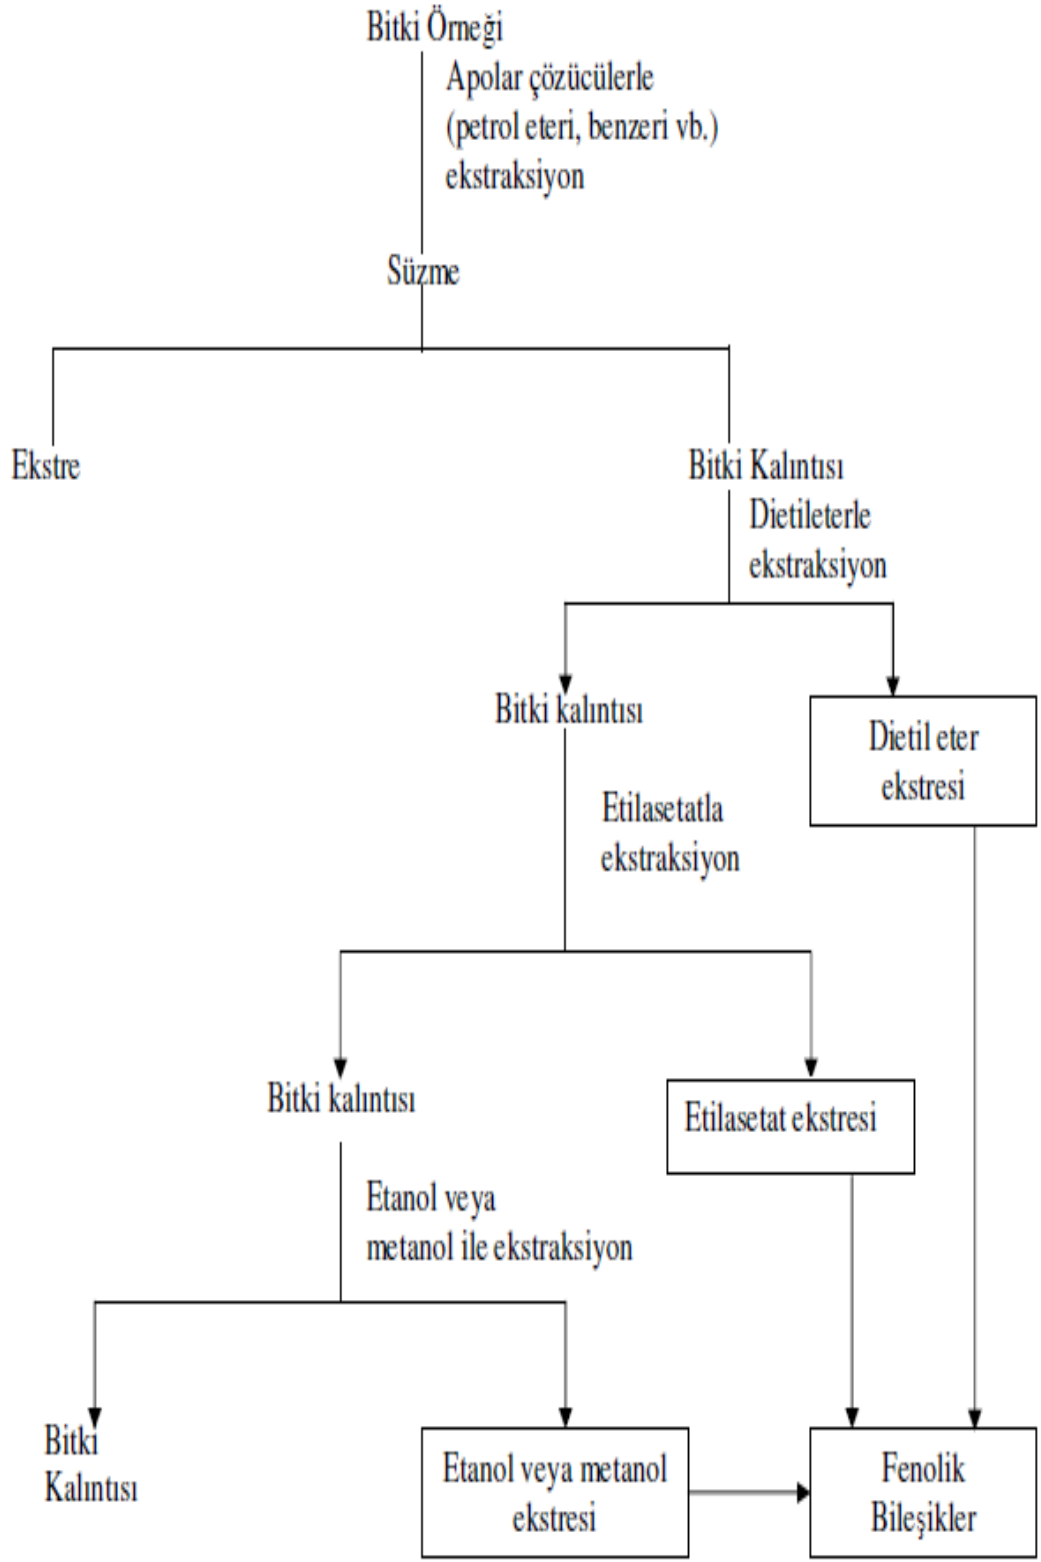 Bitki Örneği
Apolar çözücülerle
(petrol eteri, benzeri vb.)
ekstraksiyon
Süzme
Ekstre
Bitki Kalıntısı
Dietileterle
ekstraksiyon
Bitki kalıntısı
Dietil eter
ekstresi
Etilasetatla
ekstraksiyon
Bitki kalıntısı
Etilasetat ekstresi
Etanol veya
metanol ile ekstraksiyon
Bitki
Kalıntısı
Etanol veya metanol
ekstresi
Fenolik
Bileşikler